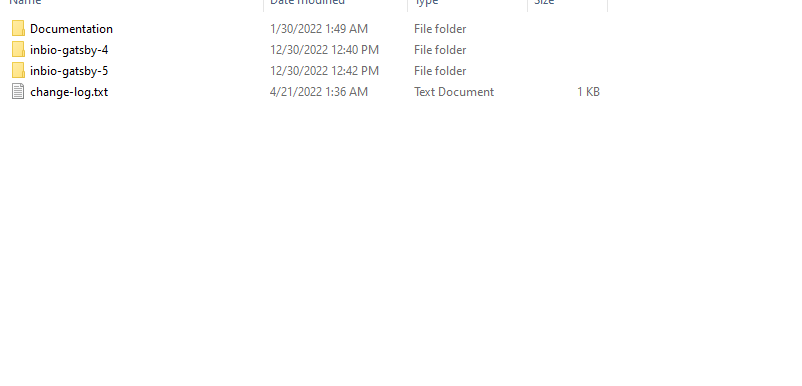 Name Date modified Type Size
Documentation 1/30/2022 1:49 AM File folder
inbio-gatsby-4 12/30/2022 12:40 PM File folder
inbio-gatsby-5 12/30/2022 12:42 PM File folder
change-log.txt 4/21/2022 1:36 AM Text Document 1 KB